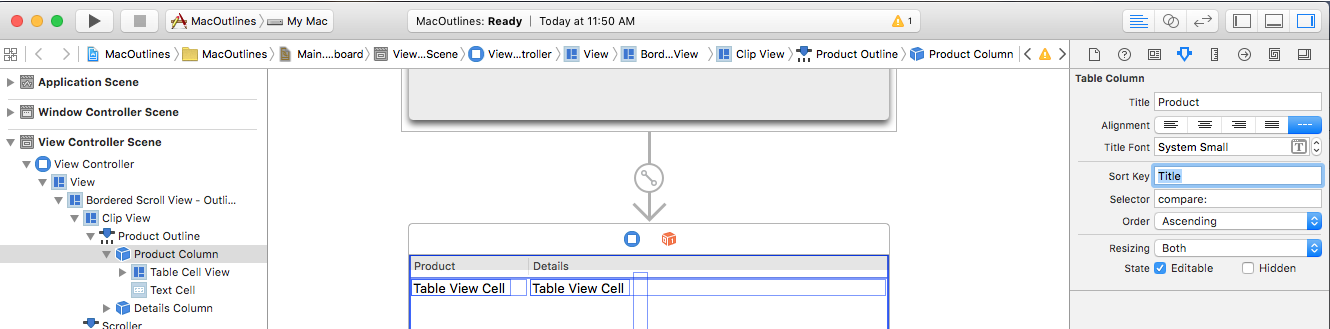 MacOutlines My Mac MacOutlines: Ready | Today at 11:50 AM 1
MacOutlines MacOutlines Main....board View...Scene View...troller View Bord...View Clip View Product Outline Product Column
Application Scene
Window Controller Scene
View Controller Scene
View Controller
View
Bordered Scroll View - Outli...
Clip View
Product Outline
Product Column
Table Cell View
Text Cell
Details Column
Scroller
Product Details
Table View Cell Table View Cell
Table Column
Title Product
Alignment
Title Font System Small T
Sort Key Title
Selector compare:
Order Ascending
Resizing Both
State Editable Hidden